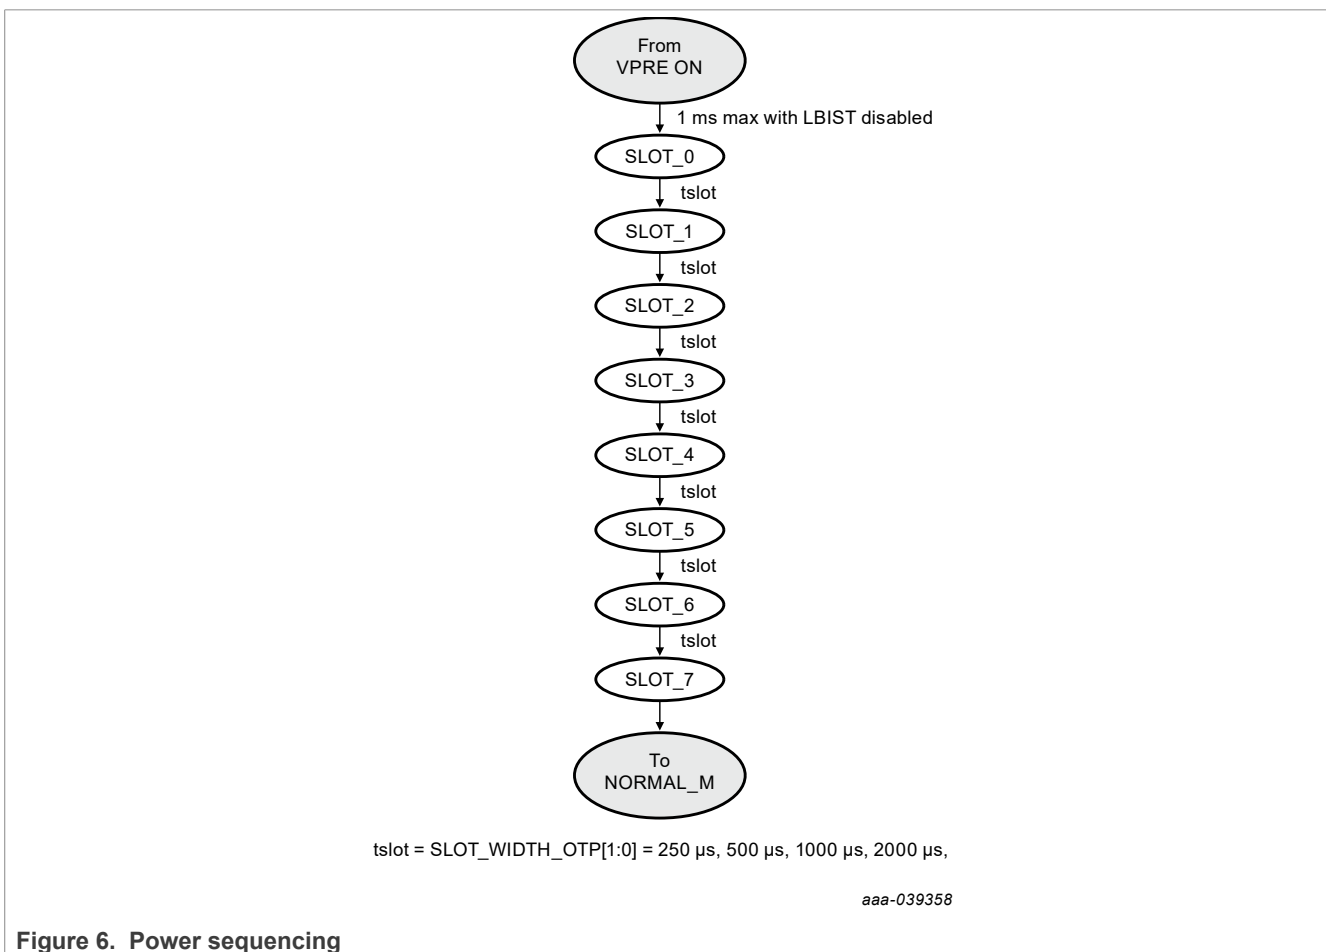 From
VPRE ON
1 ms max with LBIST disabled
SLOT_0
tslot
SLOT_1
tslot
SLOT_2
tslot
SLOT_3
tslot
SLOT_4
tslot
SLOT_5
tslot
SLOT_6
tslot
SLOT_7
To
NORMAL_M
tslot = SLOT_WIDTH_OTP[1:0] = 250 μs, 500 μs, 1000 μs, 2000 μs,
aaa-039358
Figure 6. Power sequencing